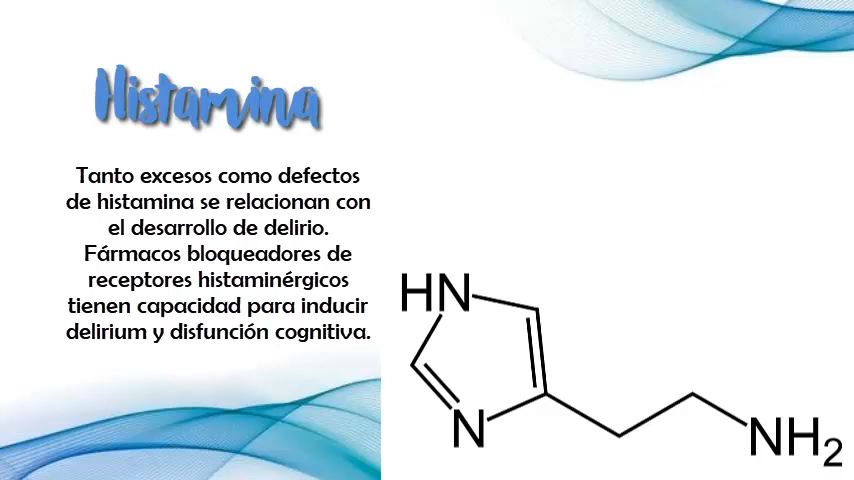 Histamina
Tanto excesos como defectos
de histamina se relacionan con
el desarrollo de delirio.
Fármacos bloqueadores de
receptores histaminérgicos
tienen capacidad para inducir
delirium y disfunción cognitiva.
HN
N
NH₂